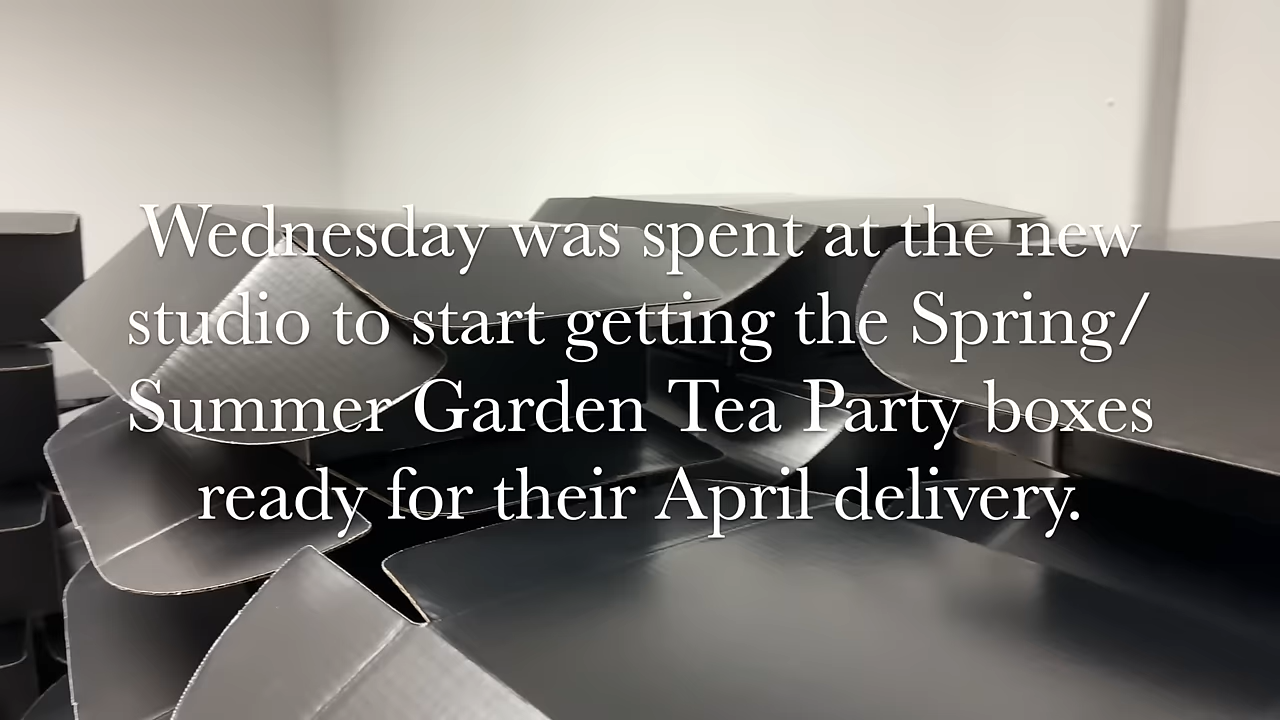 Wednesday was spent at the new
studio to start getting the Spring/
Summer Garden Tea Party boxes
ready for their April delivery.